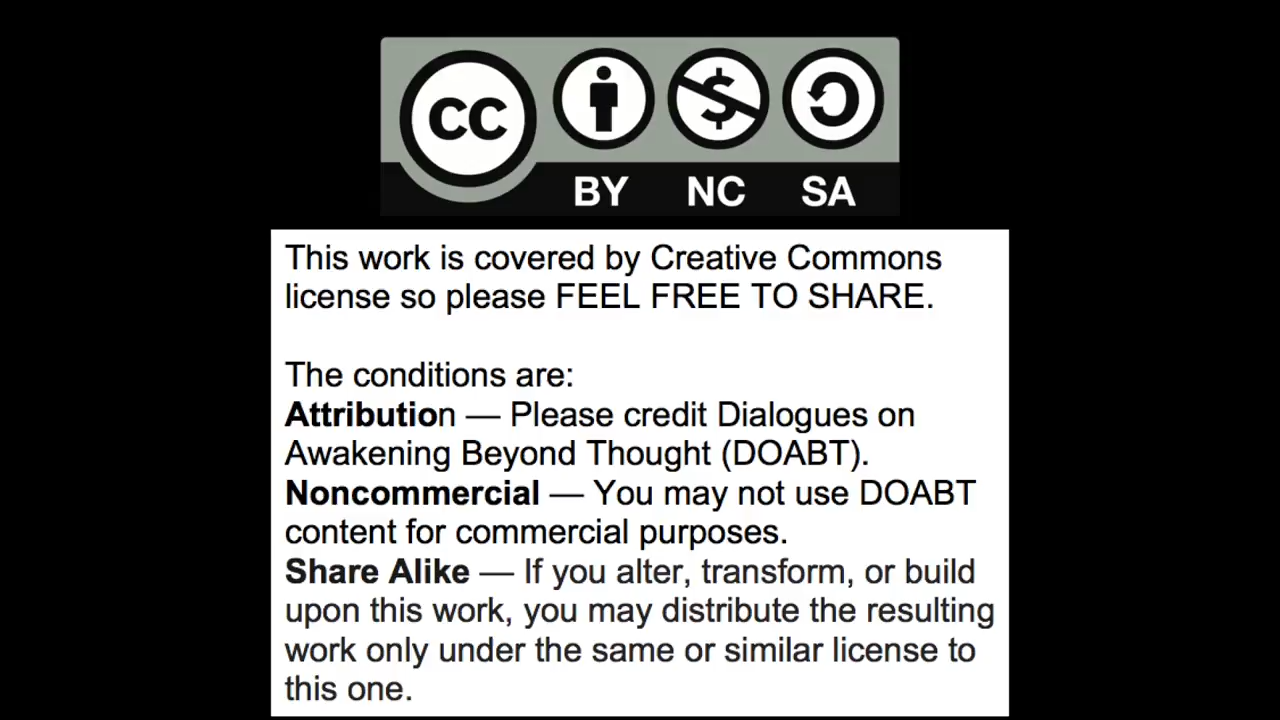 CC
BY NC SA
This work is covered by Creative Commons
license so please FEEL FREE TO SHARE.
The conditions are:
Attribution — Please credit Dialogues on
Awakening Beyond Thought (DOABT).
Noncommercial — You may not use DOABT
content for commercial purposes.
Share Alike — If you alter, transform, or build
upon this work, you may distribute the resulting
work only under the same or similar license to
this one.